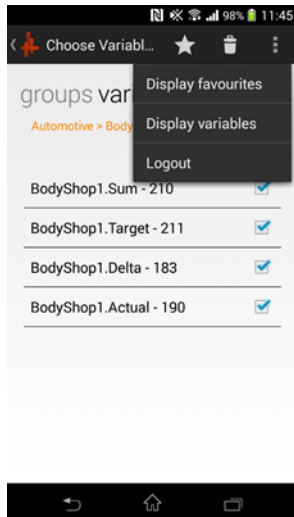 98% 11:45
Choose Variabl...
Display favourites
groups vari
Display variables
Automotive > Body
Logout
BodyShop1.Sum - 210
BodyShop1.Target - 211
BodyShop1.Delta - 183
BodyShop1.Actual - 190